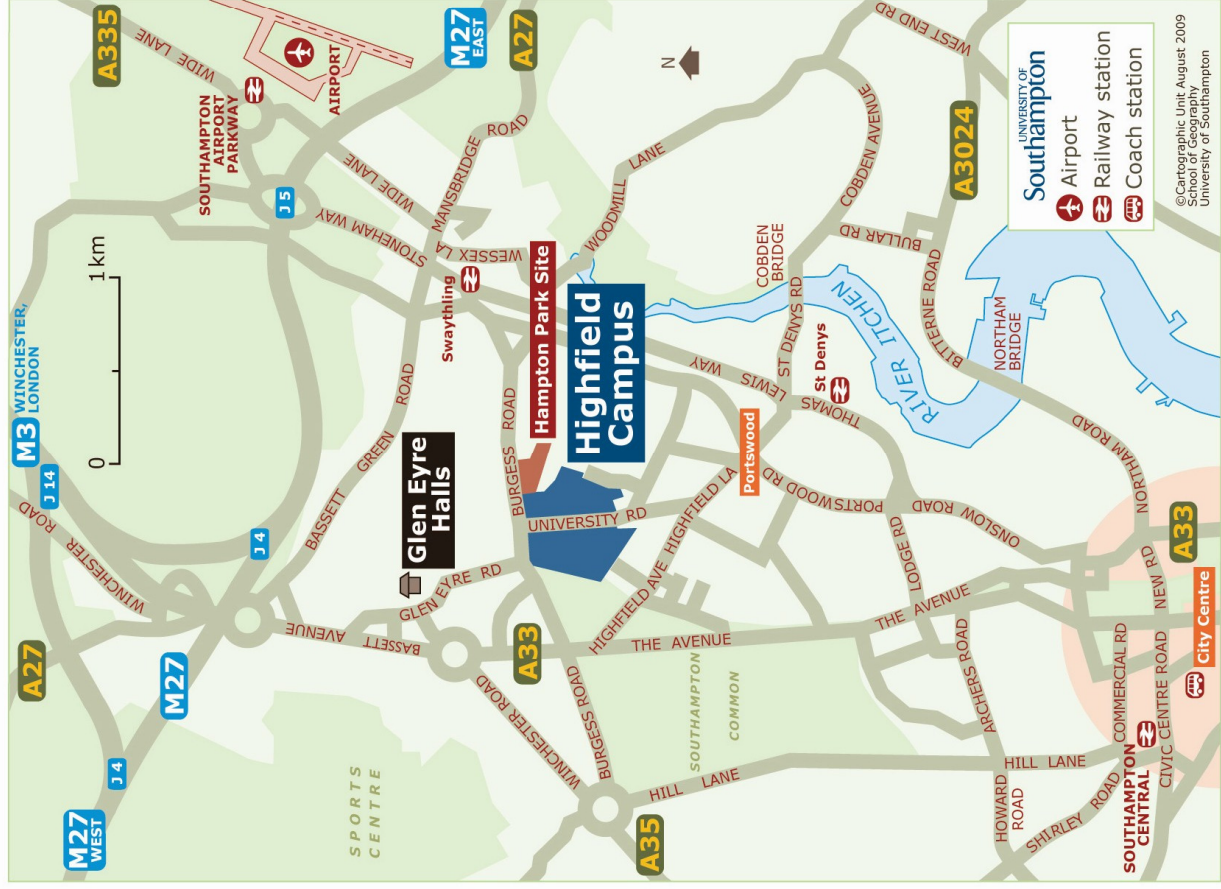 M3 WINCHESTER,
LONDON
A335
WIDE LANE
A27
WINCHESTER ROAD
J 14
0
1 km
SOUTHAMPTON
AIRPORT
PARKWAY
AIRPORT
M27
EAST
A27
J 5
WIDE LANE
STONEHAM WAY
MANSBRIDGE ROAD
WESSEX LA
M27
WEST
J 4
M27
J 4
BASSETT GREEN ROAD
BASSETT AVENUE
Swaythling
Glen Eyre
Halls
GLEN EYRE RD
SPORTS
CENTRE
WINCHESTER ROAD
A33
BURGESS ROAD
BURGESS ROAD
Hampton Park Site
Highfield
Campus
UNIVERSITY RD
WOODMILL LANE
N
A35
HILL LANE
SOUTHAMPTON
COMMON
THE AVENUE
HIGHFIELD AVE
HIGHFIELD LA
Portswood
PORTSWOOD RD
THOMAS LEWIS WAY
ST DENYS RD
St Denys
COBDEN
BRIDGE
COBDEN AVENUE
BULLAR RD
WEST END RD
A3024
RIVER ITCHEN
BITTERNE ROAD
NORTHAM
BRIDGE
THE AVENUE
LODGE RD
ONSLOW ROAD
ARCHERS ROAD
HILL LANE
HOWARD
ROAD
SHIRLEY ROAD
COMMERCIAL RD
SOUTHAMPTON
CENTRAL
CIVIC CENTRE ROAD
NEW RD
NORTHAM ROAD
A33
City Centre
UNIVERSITY OF
Southampton
Airport
Railway station
Coach station
©Cartographic Unit August 2009
School of Geography
University of Southampton